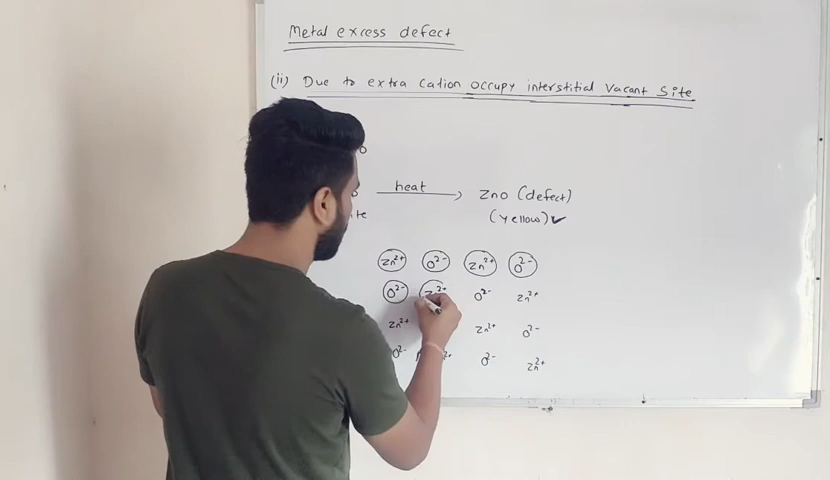 Metal excess defect
(ii) Due to extra cation occupy interstitial vacant site
heat ZnO (defect)
(yellow) ✓
Zn²⁺ O²⁻ Zn²⁺ O²⁻
O²⁻ Zn²⁺ O²⁻ Zn²⁺
Zn²⁺ Zn²⁺ O²⁻
O²⁻ O²⁻ Zn²⁺